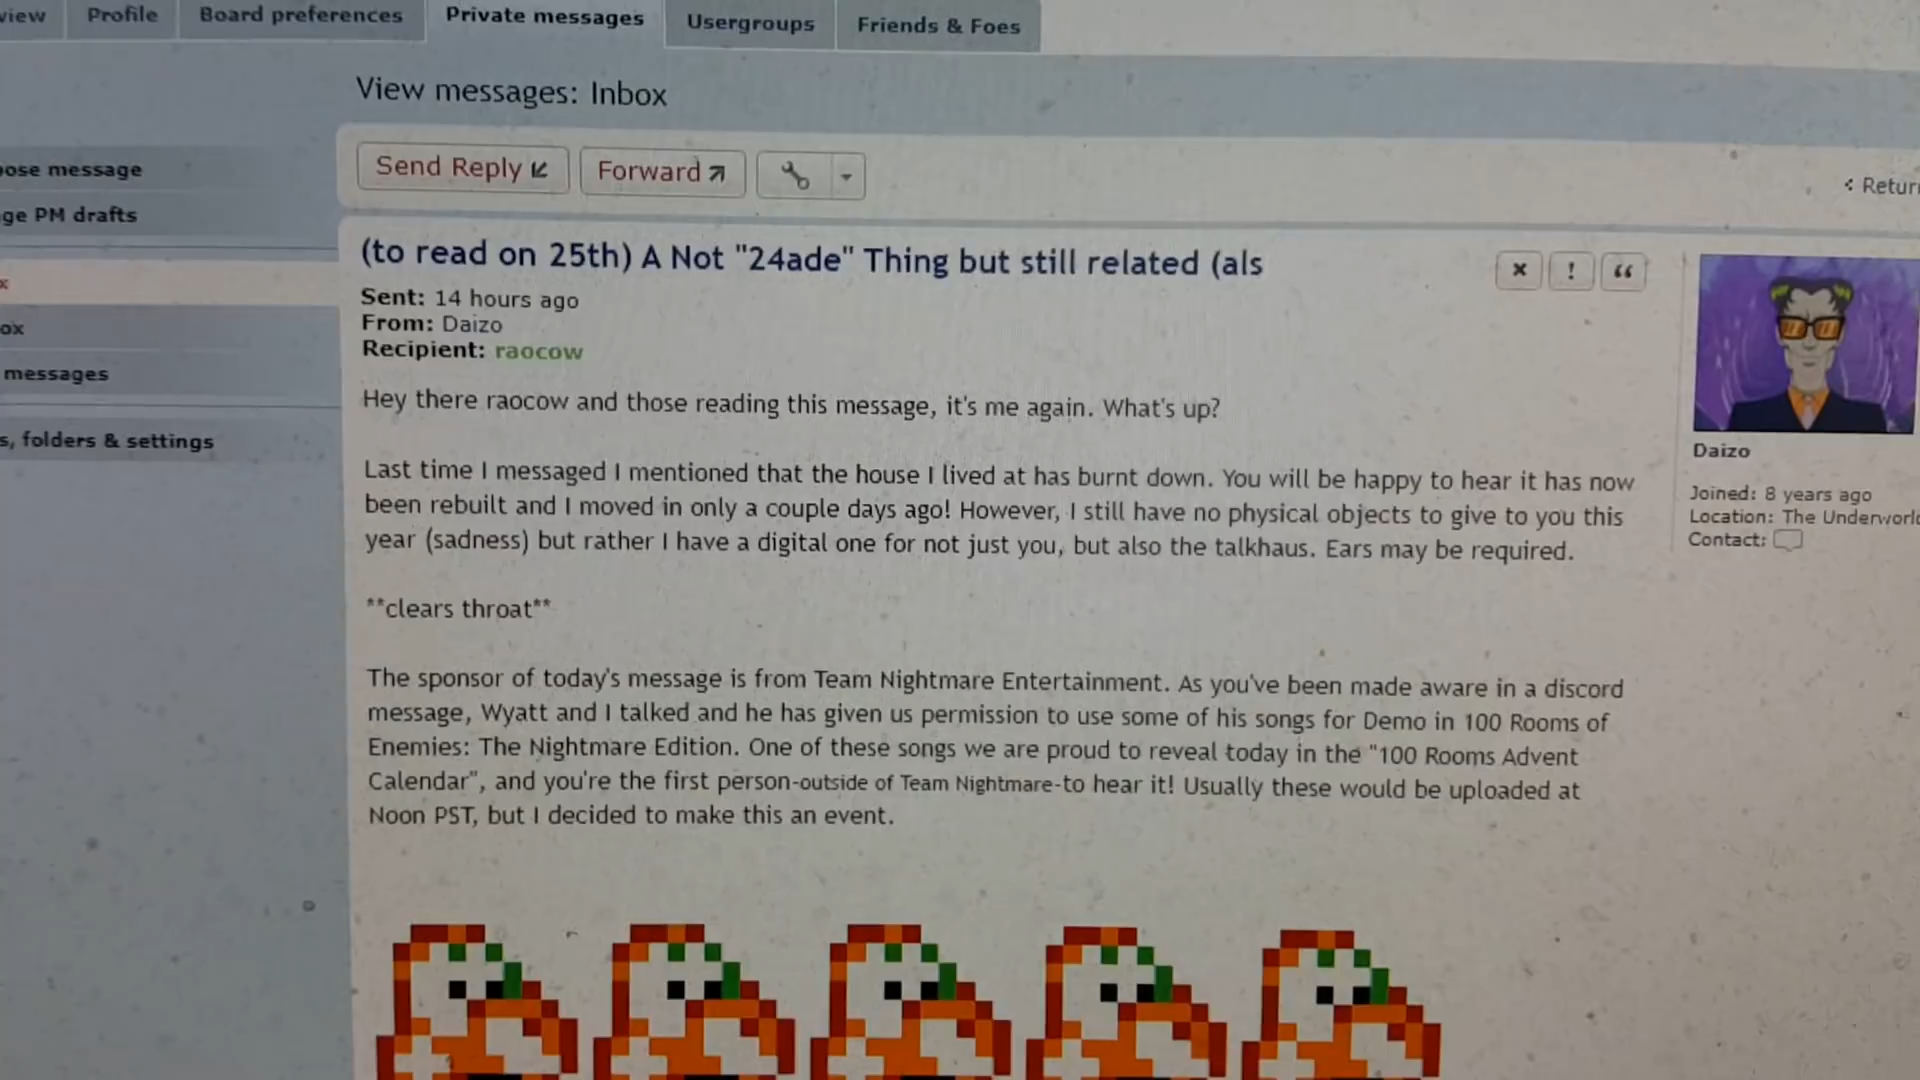 view Profile Board preferences Private messages Usergroups Friends & Foes
View messages: Inbox
Send Reply Forward
ose message
ge PM drafts
x
ox
messages
s, folders & settings
(to read on 25th) A Not "24ade" Thing but still related (als
Sent: 14 hours ago
From: Daizo
Recipient: raocow
Hey there raocow and those reading this message, it's me again. What's up?
Last time I messaged I mentioned that the house I lived at has burnt down. You will be happy to hear it has now
been rebuilt and I moved in only a couple days ago! However, I still have no physical objects to give to you this
year (sadness) but rather I have a digital one for not just you, but also the talkhaus. Ears may be required.
**clears throat**
The sponsor of today's message is from Team Nightmare Entertainment. As you've been made aware in a discord
message, Wyatt and I talked and he has given us permission to use some of his songs for Demo in 100 Rooms of
Enemies: The Nightmare Edition. One of these songs we are proud to reveal today in the "100 Rooms Advent
Calendar", and you're the first person-outside of Team Nightmare-to hear it! Usually these would be uploaded at
Noon PST, but I decided to make this an event.
< Return
Daizo
Joined: 8 years ago
Location: The Underworld
Contact: